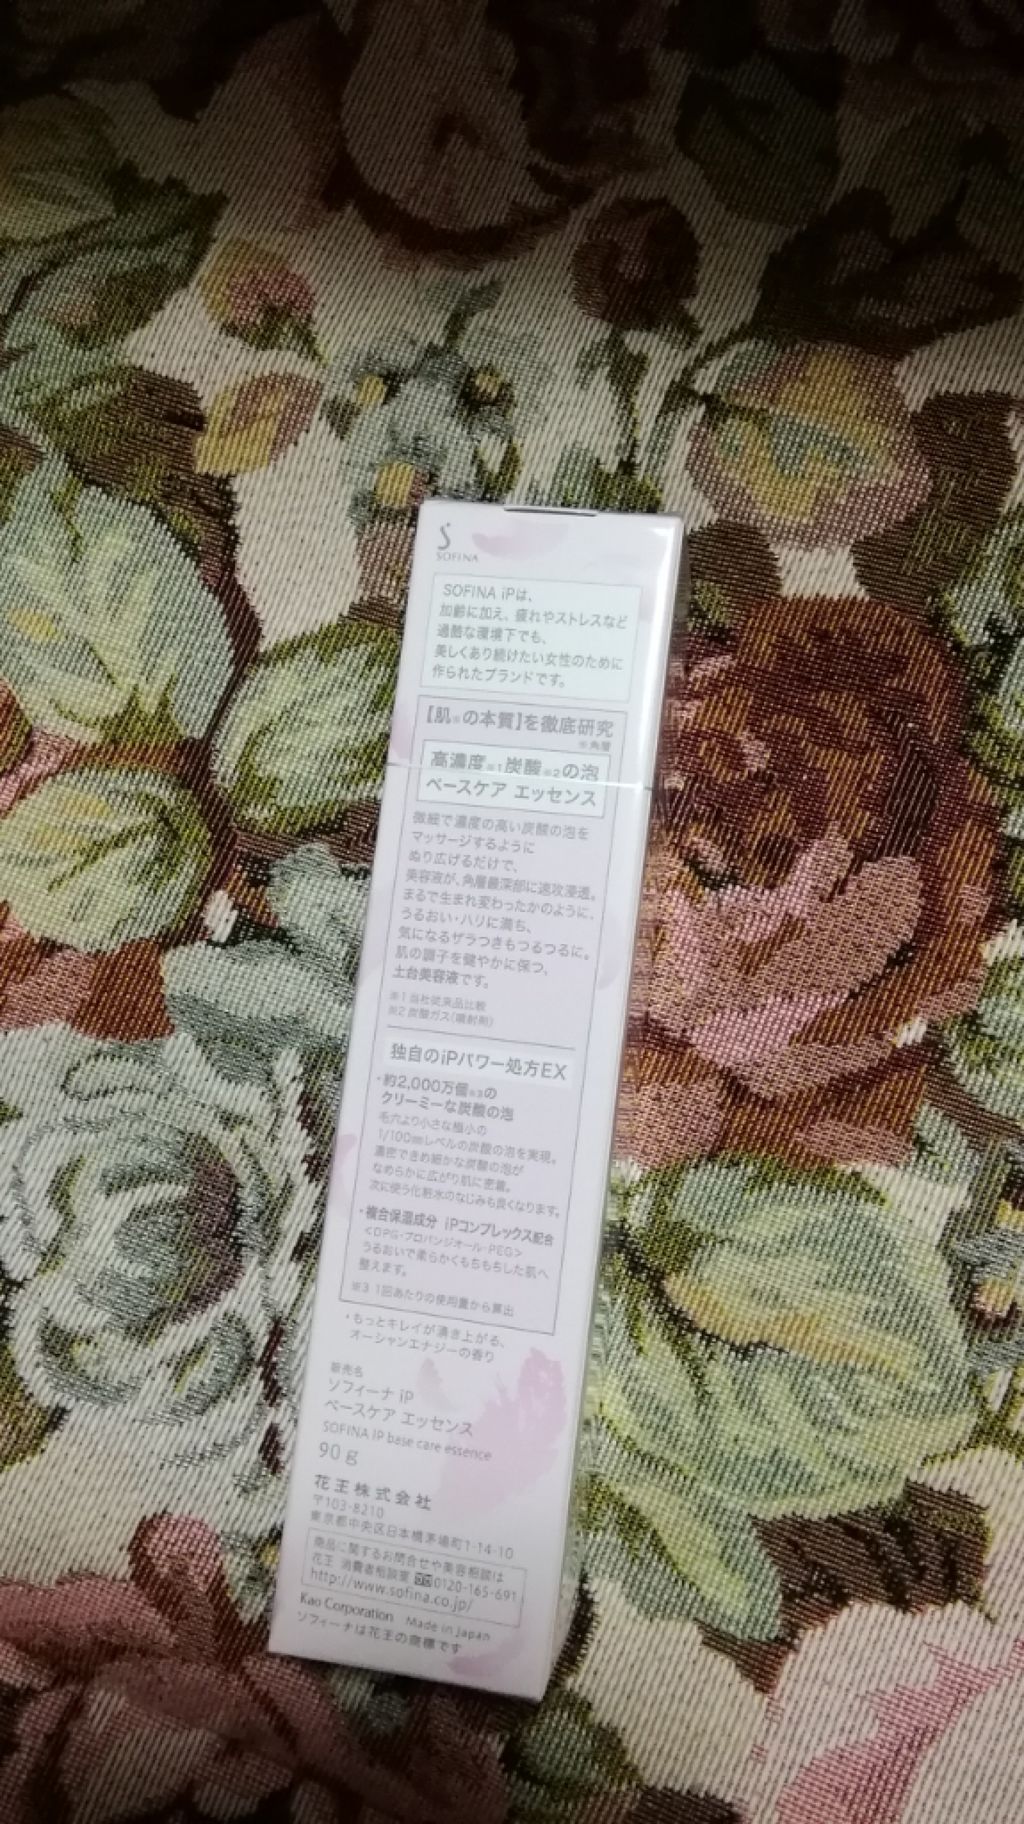 SOFINA
SOFINA iPは、
加齢に加え、疲れやストレスなど
過酷な環境下でも、
美しくあり続けたい女性のために
作られたブランドです。
【肌※の本質】を徹底研究
※角層
高濃度※1炭酸※2の泡
ベースケア エッセンス
微細で濃度の高い炭酸の泡を
マッサージするように
ぬり広げるだけで、
美容液が、角層最深部に速攻浸透。
まるで生まれ変わったかのように、
うるおい・ハリに満ち、
気になるザラつきもつるつるに。
肌の調子を健やかに保つ、
土台美容液です。
※1 当社従来品比較
※2 炭酸ガス(噴射剤)
独自のiPパワー処方EX
・約2,000万個※3の
クリーミーな炭酸の泡
毛穴より小さな極小の
1/100㎜レベルの炭酸の泡を実現。
濃密できめ細かな炭酸の泡が
なめらかに広がり肌に密着。
次に使う化粧水のなじみも良くなります。
・複合保湿成分 iPコンプレックス配合
<DPG・プロパンジオール・PEG>
うるおいで柔らかくもちもちした肌へ
整えます。
※3 1回あたりの使用量から算出
・もっとキレイが湧き上がる、
オーシャンエナジーの香り
販売名
ソフィーナ iP
ベースケア エッセンス
SOFINA iP base care essence
90 g
花王株式会社
〒103-8210
東京都中央区日本橋茅場町1-14-10
商品に関するお問合せや美容相談は
花王 消費者相談室 0120-165-691
http://www.sofina.co.jp/
Kao Corporation Made in Japan
ソフィーナは花王の商標です